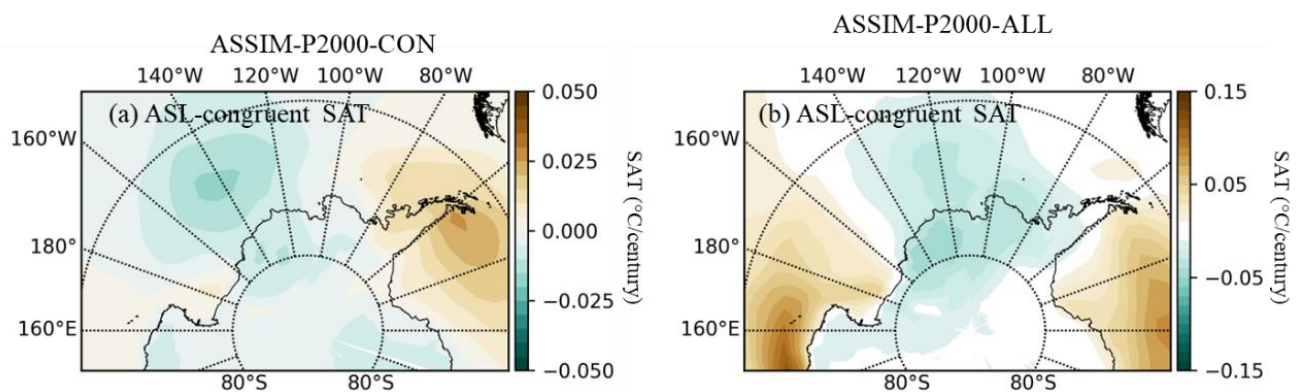 ASSIM-P2000-CON
140°W 120°W 100°W 80°W
(a) ASL-congruent SAT
160°W
180°
160°E
80°S 80°S
0.050
0.025
0.000
−0.025
−0.050
SAT (°C/century)
ASSIM-P2000-ALL
140°W 120°W 100°W 80°W
(b) ASL-congruent SAT
160°W
180°
160°E
80°S 80°S
0.15
0.05
−0.05
−0.15
SAT (°C/century)